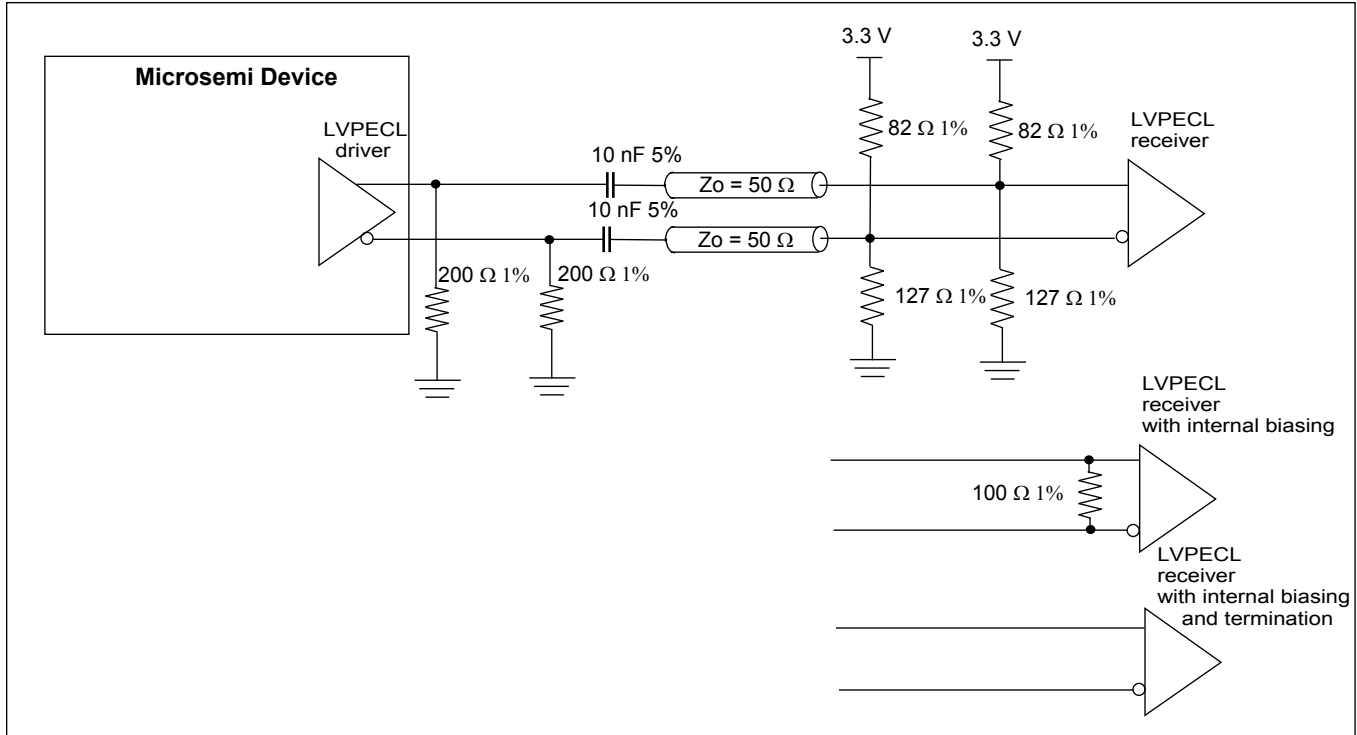 Microsemi Device
LVPECL
driver
10 nF 5%
Zo = 50 Ω
10 nF 5%
Zo = 50 Ω
200 Ω 1%
200 Ω 1%
3.3 V
3.3 V
82 Ω 1%
82 Ω 1%
LVPECL
receiver
127 Ω 1%
127 Ω 1%
LVPECL
receiver
with internal biasing
100 Ω 1%
LVPECL
receiver
with internal biasing
and termination